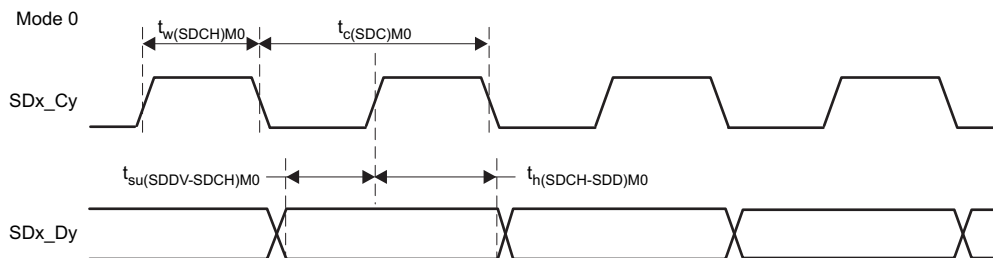 Mode 0
tw(SDCH)M0
tc(SDC)M0
SDx_Cy
tsu(SDDV-SDCH)M0
th(SDCH-SDD)M0
SDx_Dy